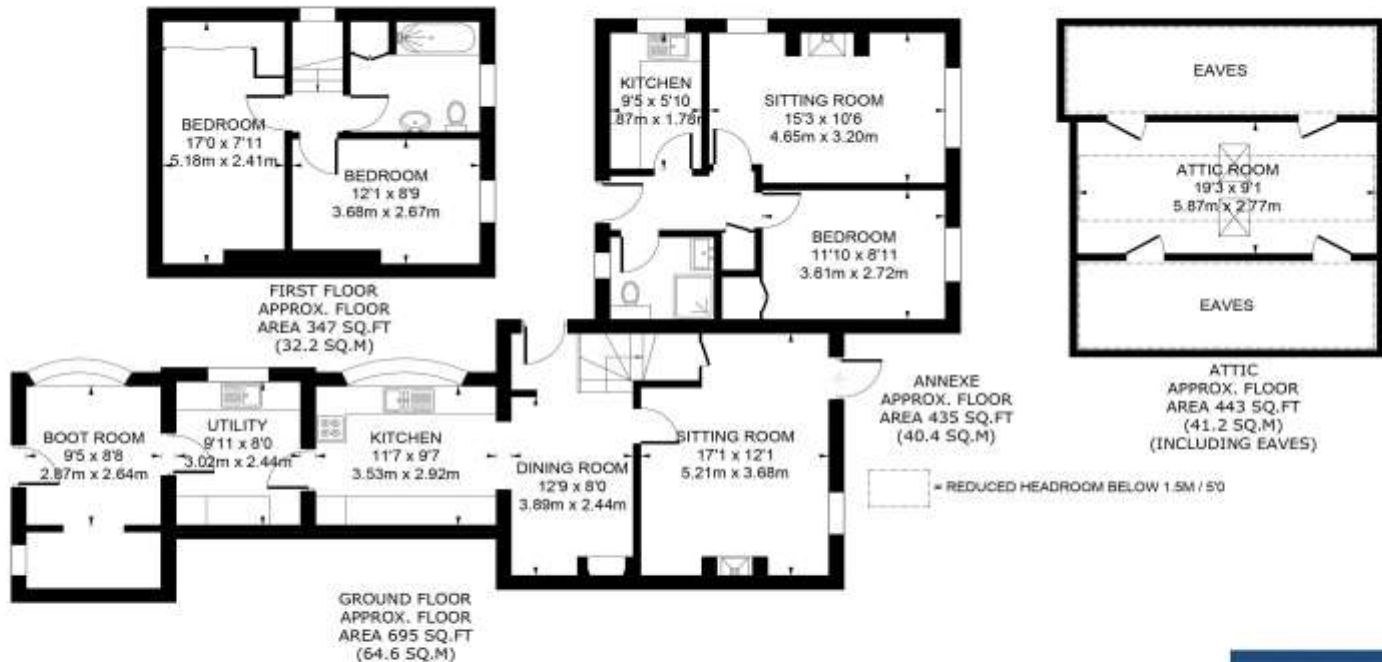 BEDROOM
17'0 x 7'11
5.18m x 2.41m
BEDROOM
12'1 x 8'9
3.68m x 2.67m
FIRST FLOOR
APPROX. FLOOR
AREA 347 SQ.FT
(32.2 SQ.M)
KITCHEN
9'5 x 5'10
.87m x 1.78m
SITTING ROOM
15'3 x 10'6
4.65m x 3.20m
BEDROOM
11'10 x 8'11
3.61m x 2.72m
ANNEXE
APPROX. FLOOR
AREA 435 SQ.FT
(40.4 SQ.M)
EAVES
ATTIC ROOM
19'3 x 9'1
5.87m x 2.77m
EAVES
ATTIC
APPROX. FLOOR
AREA 443 SQ.FT
(41.2 SQ.M)
(INCLUDING EAVES)
BOOT ROOM
9'5 x 8'8
2.87m x 2.64m
UTILITY
9'11 x 8'0
3.02m x 2.44m
KITCHEN
11'7 x 9'7
3.53m x 2.92m
DINING ROOM
12'9 x 8'0
3.89m x 2.44m
SITTING ROOM
17'1 x 12'1
5.21m x 3.68m
= REDUCED HEADROOM BELOW 1.5M / 5'0
GROUND FLOOR
APPROX. FLOOR
AREA 695 SQ.FT
(64.6 SQ.M)